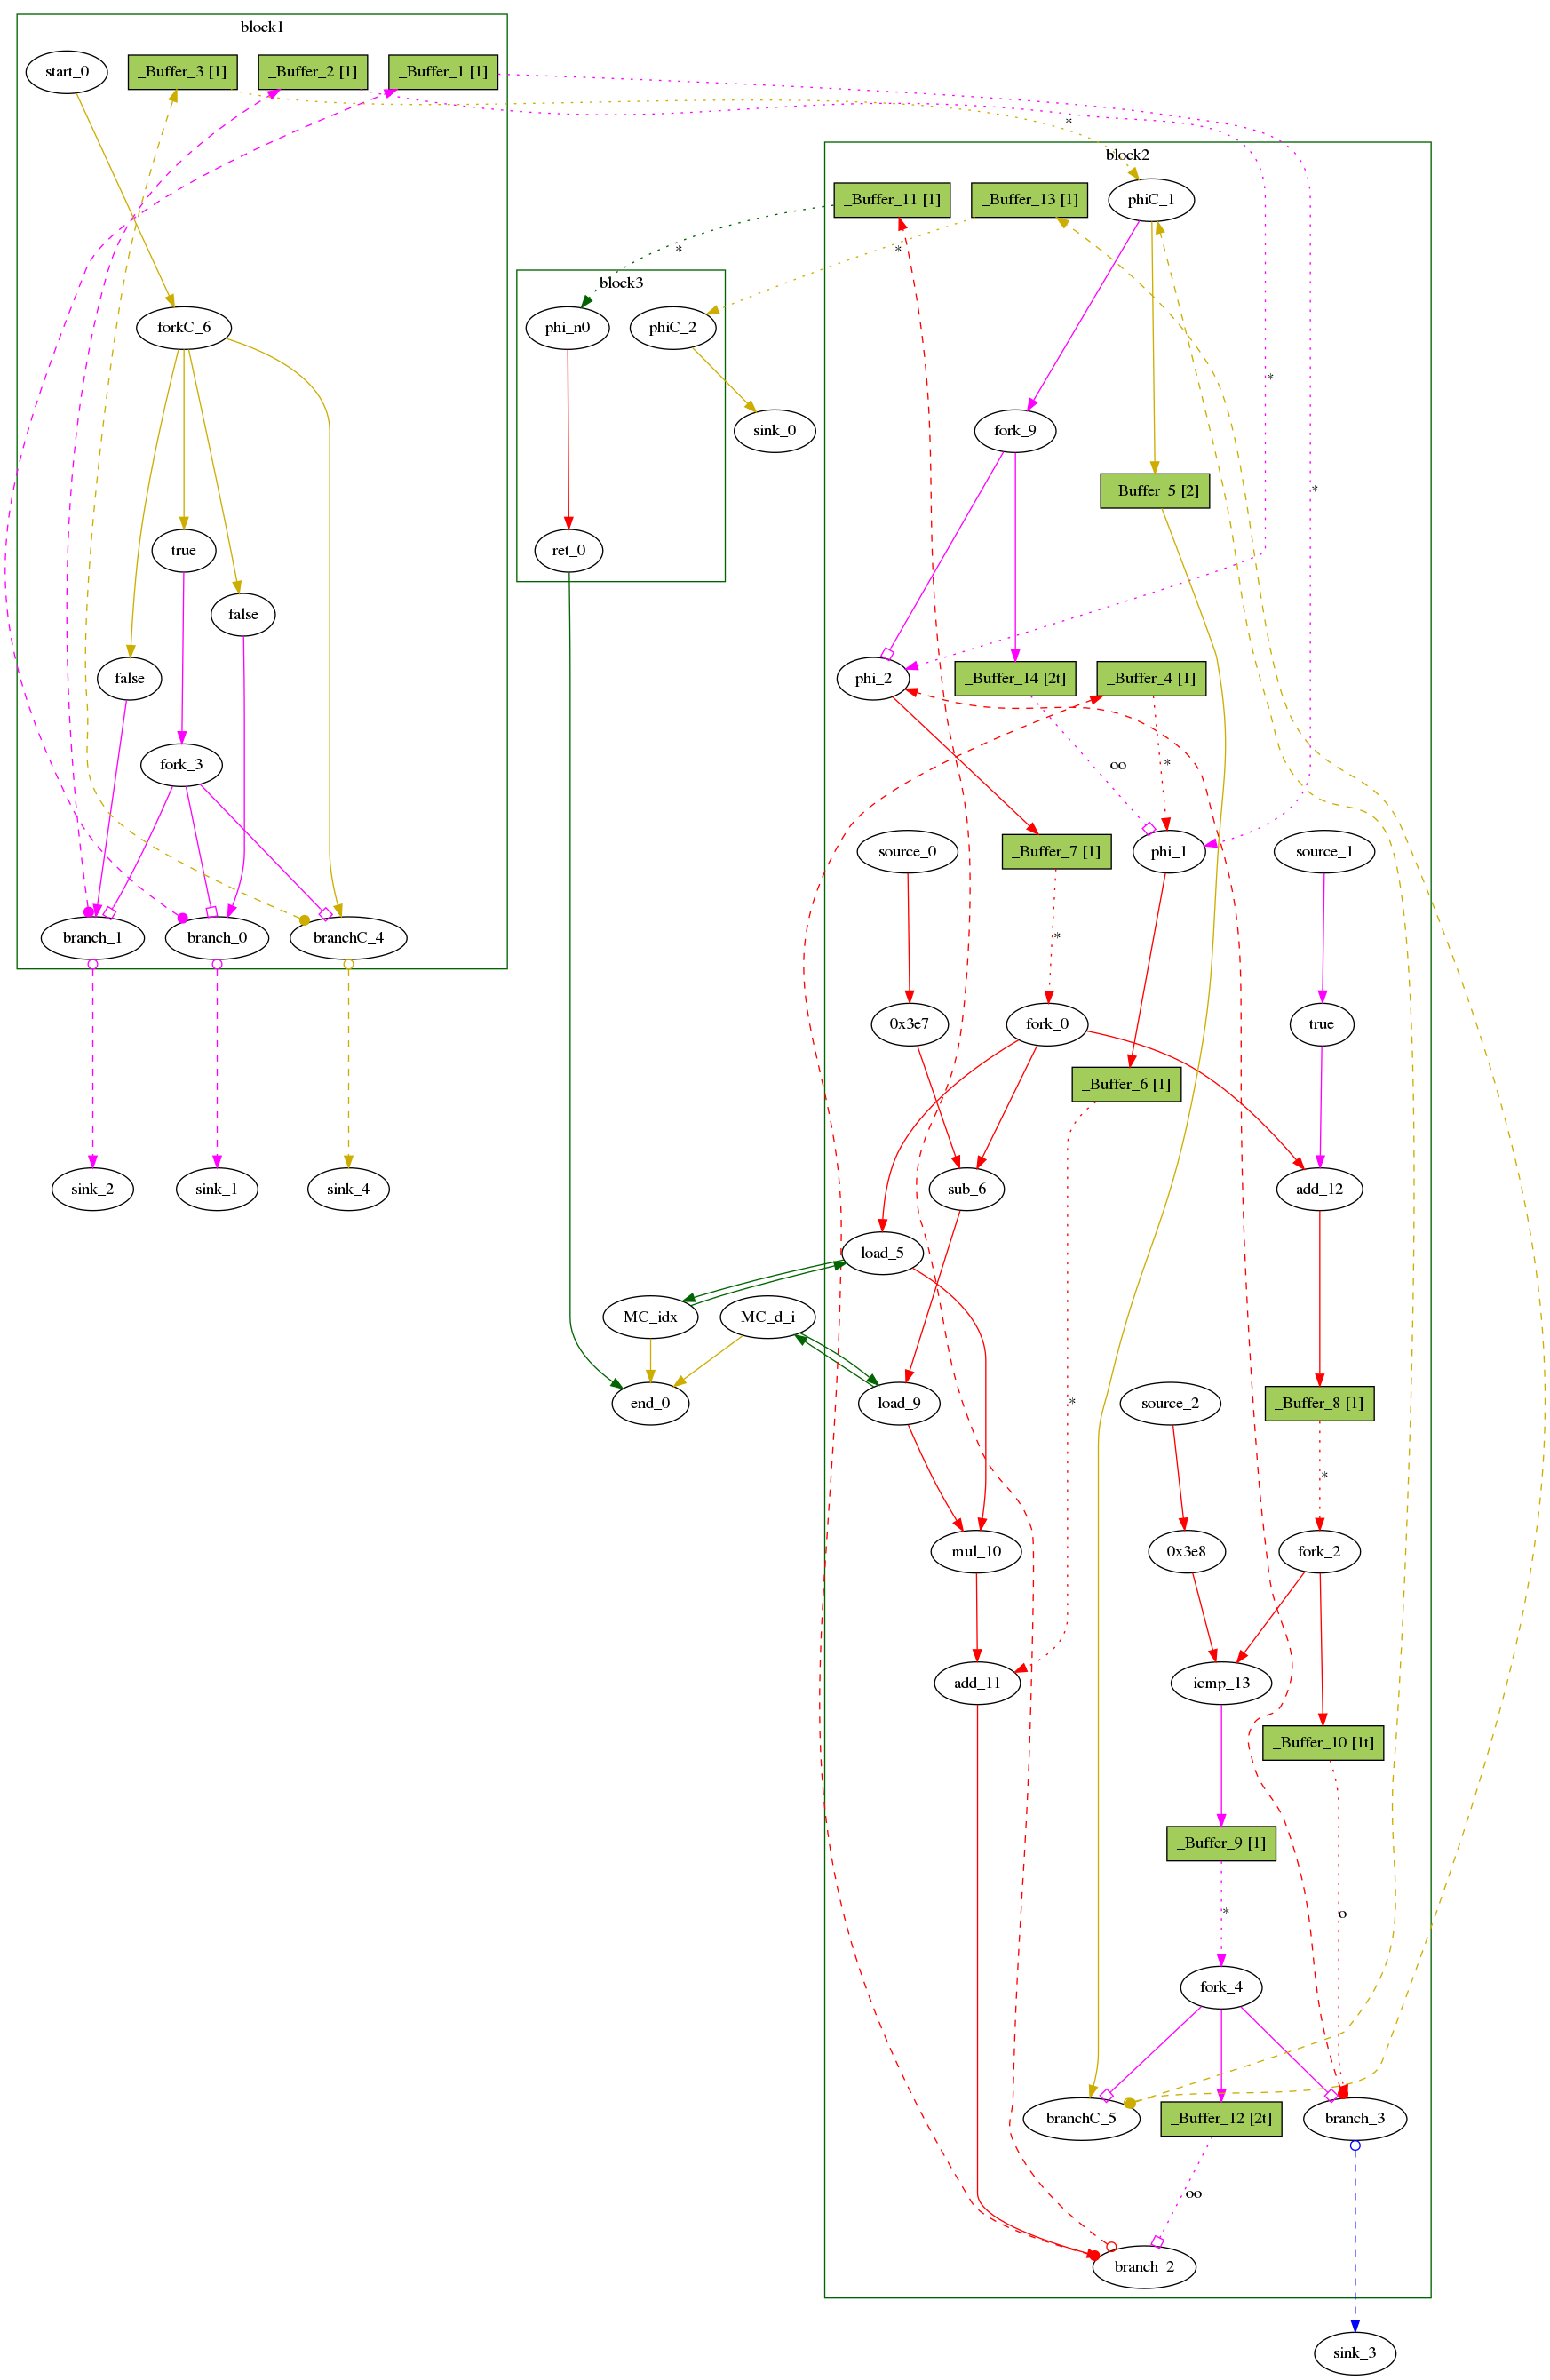 block1
start_0
_Buffer_3 [1]
_Buffer_2 [1]
_Buffer_1 [1]
*
block2
_Buffer_11 [1]
_Buffer_13 [1]
phiC_1
*
*
block3
phi_n0
phiC_2
forkC_6
*
sink_0
fork_9
_Buffer_5 [2]
*
true
ret_0
false
false
phi_2
_Buffer_14 [2t]
_Buffer_4 [1]
fork_3
oo
*
source_0
_Buffer_7 [1]
phi_1
source_1
branch_1
branch_0
branchC_4
*
0x3e7
fork_0
true
_Buffer_6 [1]
sink_2
sink_1
sink_4
sub_6
add_12
load_5
MC_idx
MC_d_i
end_0
load_9
*
source_2
_Buffer_8 [1]
*
mul_10
0x3e8
fork_2
add_11
icmp_13
_Buffer_10 [1t]
_Buffer_9 [1]
*
o
fork_4
branchC_5
_Buffer_12 [2t]
branch_3
oo
branch_2
sink_3